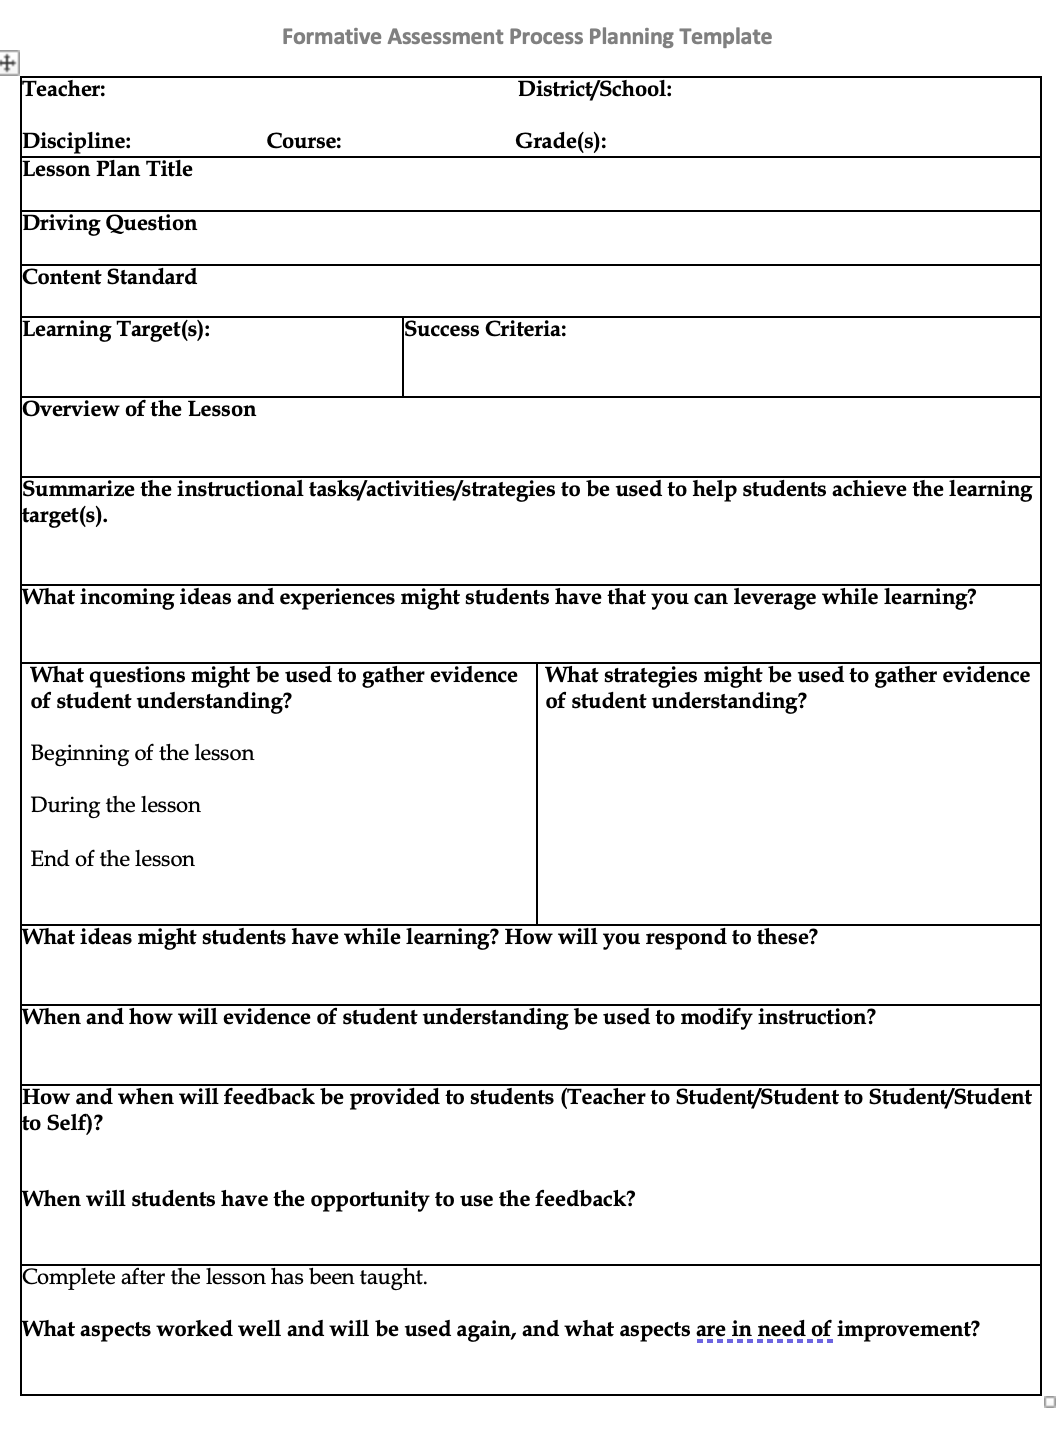 Formative Assessment Process Planning Template
Teacher: District/School:
Discipline: Course: Grade(s):
Lesson Plan Title
Driving Question
Content Standard
Learning Target(s): Success Criteria:
Overview of the Lesson
Summarize the instructional tasks/activities/strategies to be used to help students achieve the learning
target(s).
What incoming ideas and experiences might students have that you can leverage while learning?
What questions might be used to gather evidence
of student understanding?
Beginning of the lesson
During the lesson
End of the lesson
What strategies might be used to gather evidence
of student understanding?
What ideas might students have while learning? How will you respond to these?
When and how will evidence of student understanding be used to modify instruction?
How and when will feedback be provided to students (Teacher to Student/Student to Student/Student
to Self)?
When will students have the opportunity to use the feedback?
Complete after the lesson has been taught.
What aspects worked well and will be used again, and what aspects are in need of improvement?